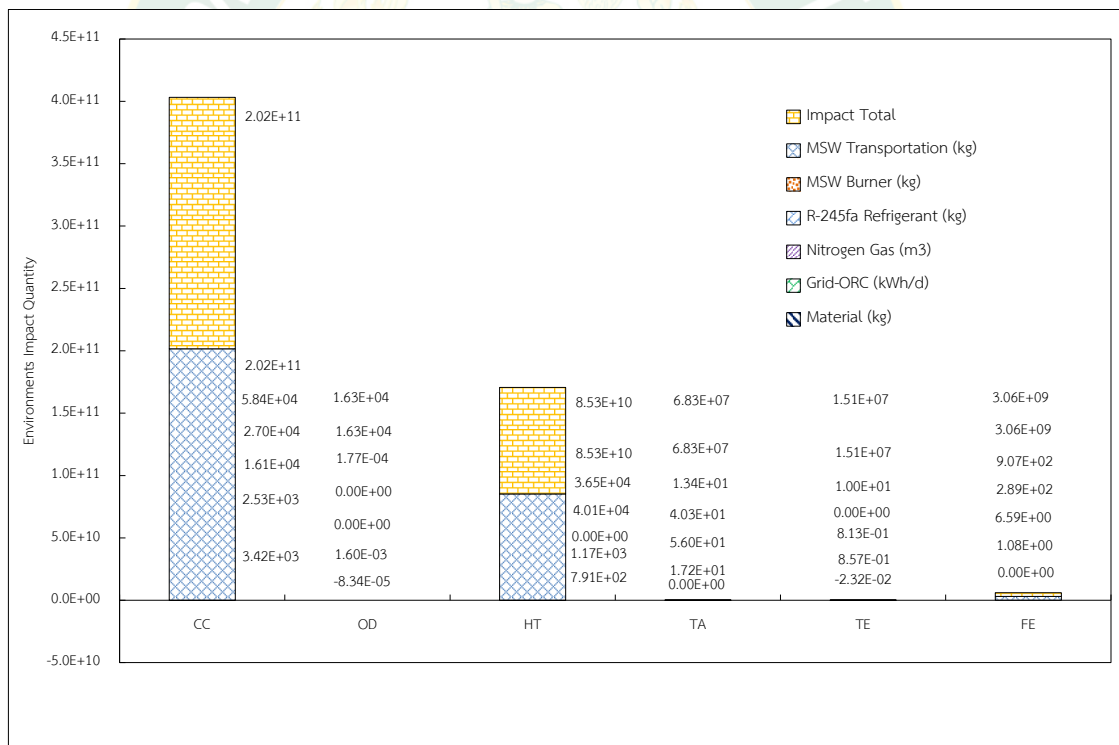 4.5E+11
4.0E+11
3.5E+11
3.0E+11
2.5E+11
2.0E+11
1.5E+11
1.0E+11
5.0E+10
0.0E+00
-5.0E+10
Environments Impact Quantity
2.02E+11
2.02E+11
5.84E+04
2.70E+04
1.61E+04
2.53E+03
3.42E+03
1.63E+04
1.63E+04
1.77E-04
0.00E+00
0.00E+00
1.60E-03
-8.34E-05
8.53E+10
8.53E+10
3.65E+04
4.01E+04
0.00E+00
1.17E+03
7.91E+02
6.83E+07
6.83E+07
1.34E+01
4.03E+01
5.60E+01
1.72E+01
0.00E+00
1.51E+07
1.51E+07
1.00E+01
0.00E+00
8.13E-01
8.57E-01
-2.32E-02
3.06E+09
3.06E+09
9.07E+02
2.89E+02
6.59E+00
1.08E+00
0.00E+00
Impact Total
MSW Transportation (kg)
MSW Burner (kg)
R-245fa Refrigerant (kg)
Nitrogen Gas (m3)
Grid-ORC (kWh/d)
Material (kg)
CC OD HT TA TE FE